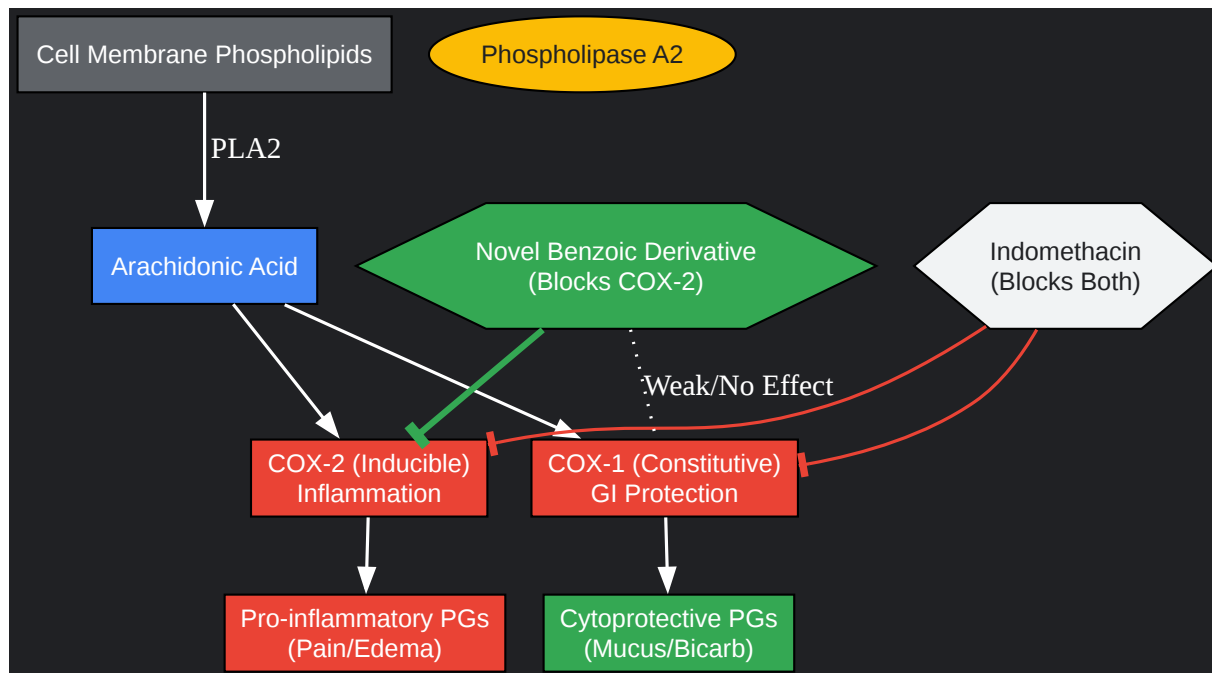 Cell Membrane Phospholipids
Phospholipase A2
PLA2
Arachidonic Acid
Novel Benzoic Derivative
(Blocks COX-2)
Indomethacin
(Blocks Both)
Weak/No Effect
COX-2 (Inducible)
Inflammation
COX-1 (Constitutive)
GI Protection
Pro-inflammatory PGs
(Pain/Edema)
Cytoprotective PGs
(Mucus/Bicarb)